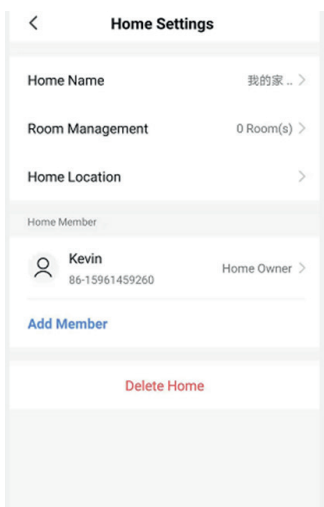 Home Settings
Home Name 我的家 ..
Room Management 0 Room(s)
Home Location
Home Member
Kevin
86-15961459260
Home Owner
Add Member
Delete Home